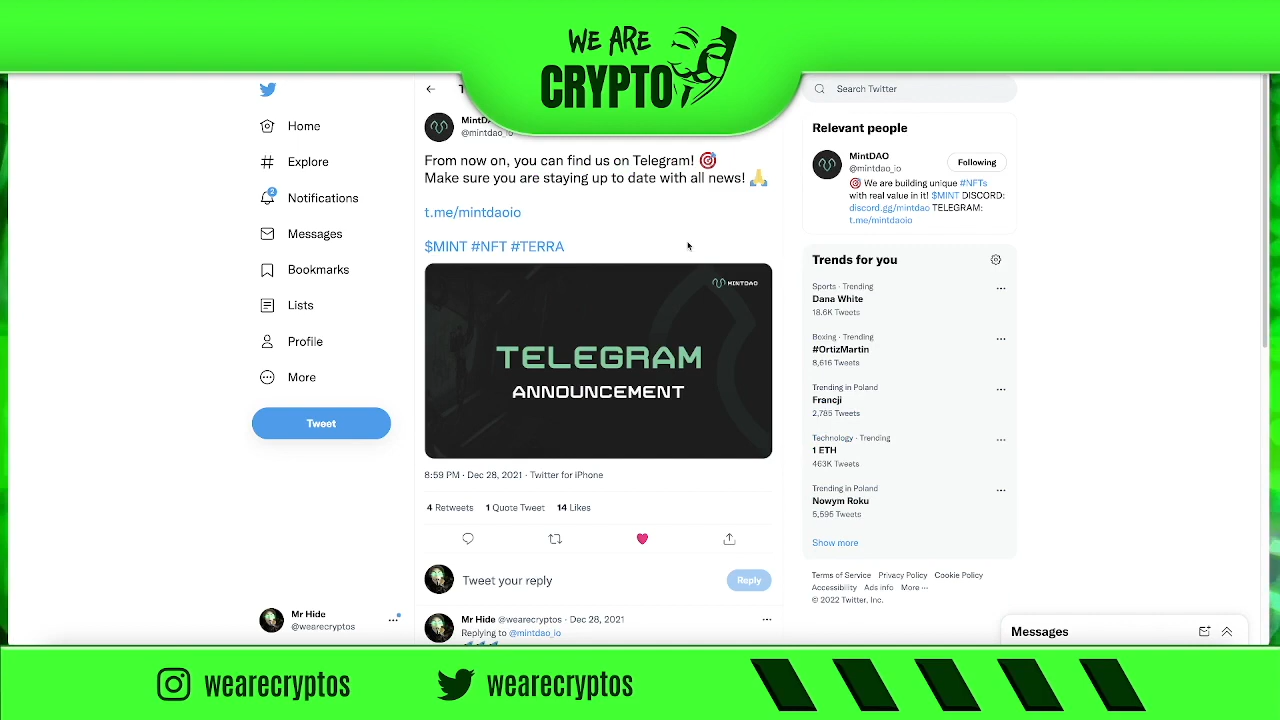 WE ARE
CRYPTO
Home
Explore
2
Notifications
Messages
Bookmarks
Lists
Profile
More
Tweet
Mr Hide
@wearecryptos
@mintdao_io
From now on, you can find us on Telegram! 🎯
Make sure you are staying up to date with all news! 🙏
t.me/mintdaoio
$MINT #NFT #TERRA
MINTDAO
TELEGRAM
ANNOUNCEMENT
8:59 PM · Dec 28, 2021 · Twitter for iPhone
4 Retweets 1 Quote Tweet 14 Likes
Tweet your reply
Reply
Mr Hide @wearecryptos · Dec 28, 2021
Replying to @mintdao_io
Search Twitter
Relevant people
MintDAO
@mintdao_io
Following
🎯 We are building unique #NFTs
with real value in it! $MINT DISCORD:
discord.gg/mintdao TELEGRAM:
t.me/mintdaoio
Trends for you
Sports · Trending
Dana White
18.6K Tweets
Boxing · Trending
#OrtizMartin
8,616 Tweets
Trending in Poland
Francji
2,785 Tweets
Technology · Trending
1 ETH
463K Tweets
Trending in Poland
Nowym Roku
5,595 Tweets
Show more
Terms of Service Privacy Policy Cookie Policy
Accessibility Ads info More ···
© 2022 Twitter, Inc.
Messages
wearecryptos
wearecryptos